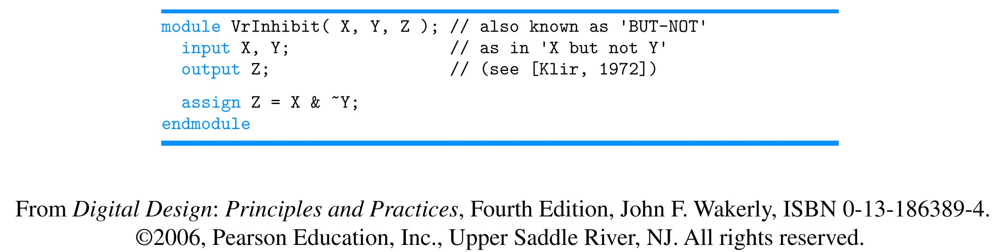 module VrInhibit( X, Y, Z ); // also known as 'BUT-NOT'
  input X, Y;                // as in 'X but not Y'
  output Z;                  // (see [Klir, 1972])
  assign Z = X & ~Y;
endmodule
From Digital Design: Principles and Practices, Fourth Edition, John F. Wakerly, ISBN 0-13-186389-4.
©2006, Pearson Education, Inc., Upper Saddle River, NJ. All rights reserved.